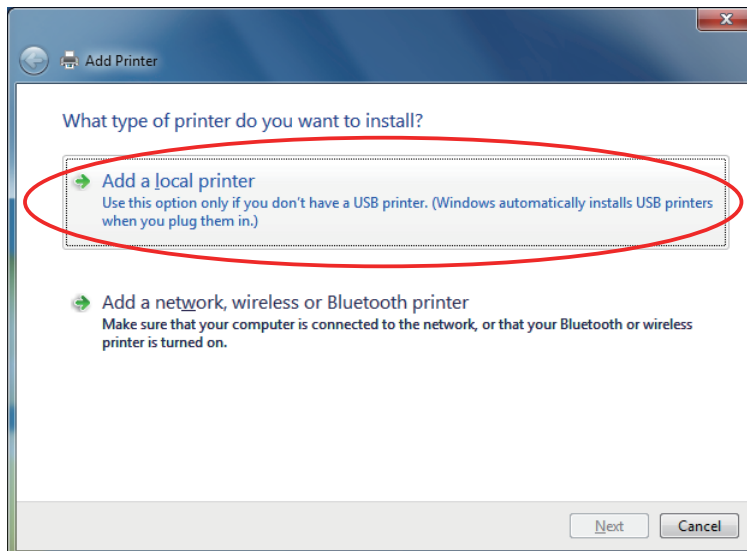 Add Printer
What type of printer do you want to install?
Add a local printer
Use this option only if you don't have a USB printer. (Windows automatically installs USB printers
when you plug them in.)
Add a network, wireless or Bluetooth printer
Make sure that your computer is connected to the network, or that your Bluetooth or wireless
printer is turned on.
Next Cancel